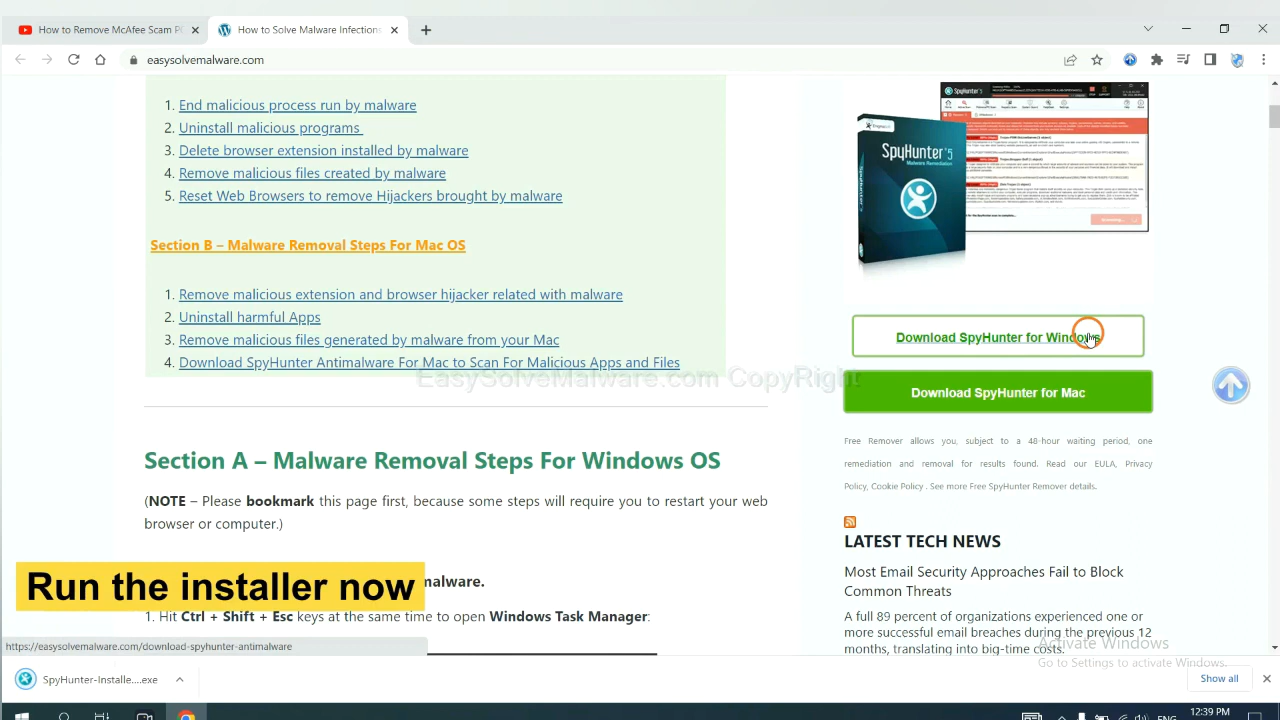 How to Remove McAfee Scam P
How to Solve Malware Infections
easysolvemalware.com
1. End malicious process run by malware
2. Uninstall malicious programs
3. Delete browser installed by malware
4. Remove malicious files created by malware
5. Reset Web Brought by malware
Section B – Malware Removal Steps For Mac OS
1. Remove malicious extension and browser hijacker related with malware
2. Uninstall harmful Apps
3. Remove malicious files generated by malware from your Mac
4. Download SpyHunter Antimalware For Mac to Scan For Malicious Apps and Files
EasySolveMalware.com CopyRight
Section A – Malware Removal Steps For Windows OS
(NOTE – Please bookmark this page first, because some steps will require you to restart your web
browser or computer.)
malware.
Run the installer now
1. Hit Ctrl + Shift + Esc keys at the same time to open Windows Task Manager:
SpyHunter 5
Malware Remediation
Download SpyHunter for Windows
Download SpyHunter for Mac
Free Remover allows you, subject to a 48-hour waiting period, one
remediation and removal for results found. Read our EULA, Privacy
Policy, Cookie Policy . See more Free SpyHunter Remover details.
LATEST TECH NEWS
Most Email Security Approaches Fail to Block
Common Threats
A full 89 percent of organizations experienced one or
more successful email breaches during the previous 12
months, translating into big-time costs.
Activate Windows
Go to Settings to activate Windows.
https://easysolvemalware.com/download-spyhunter-antimalware
SpyHunter-Installe....exe
Show all
ENG
12:39 PM